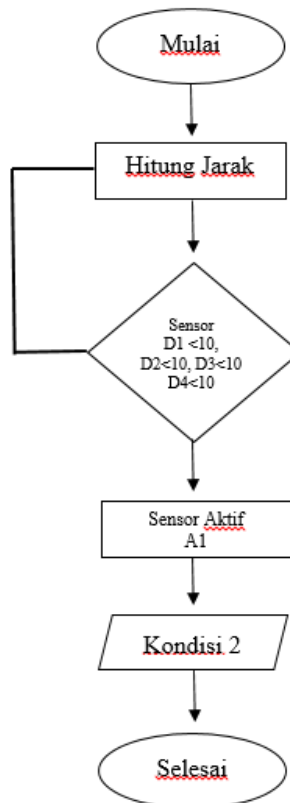 Mulai
Hitung Jarak
Sensor
D1 <10,
D2<10, D3<10
D4<10
Sensor Aktif
A1
Kondisi 2
Selesai